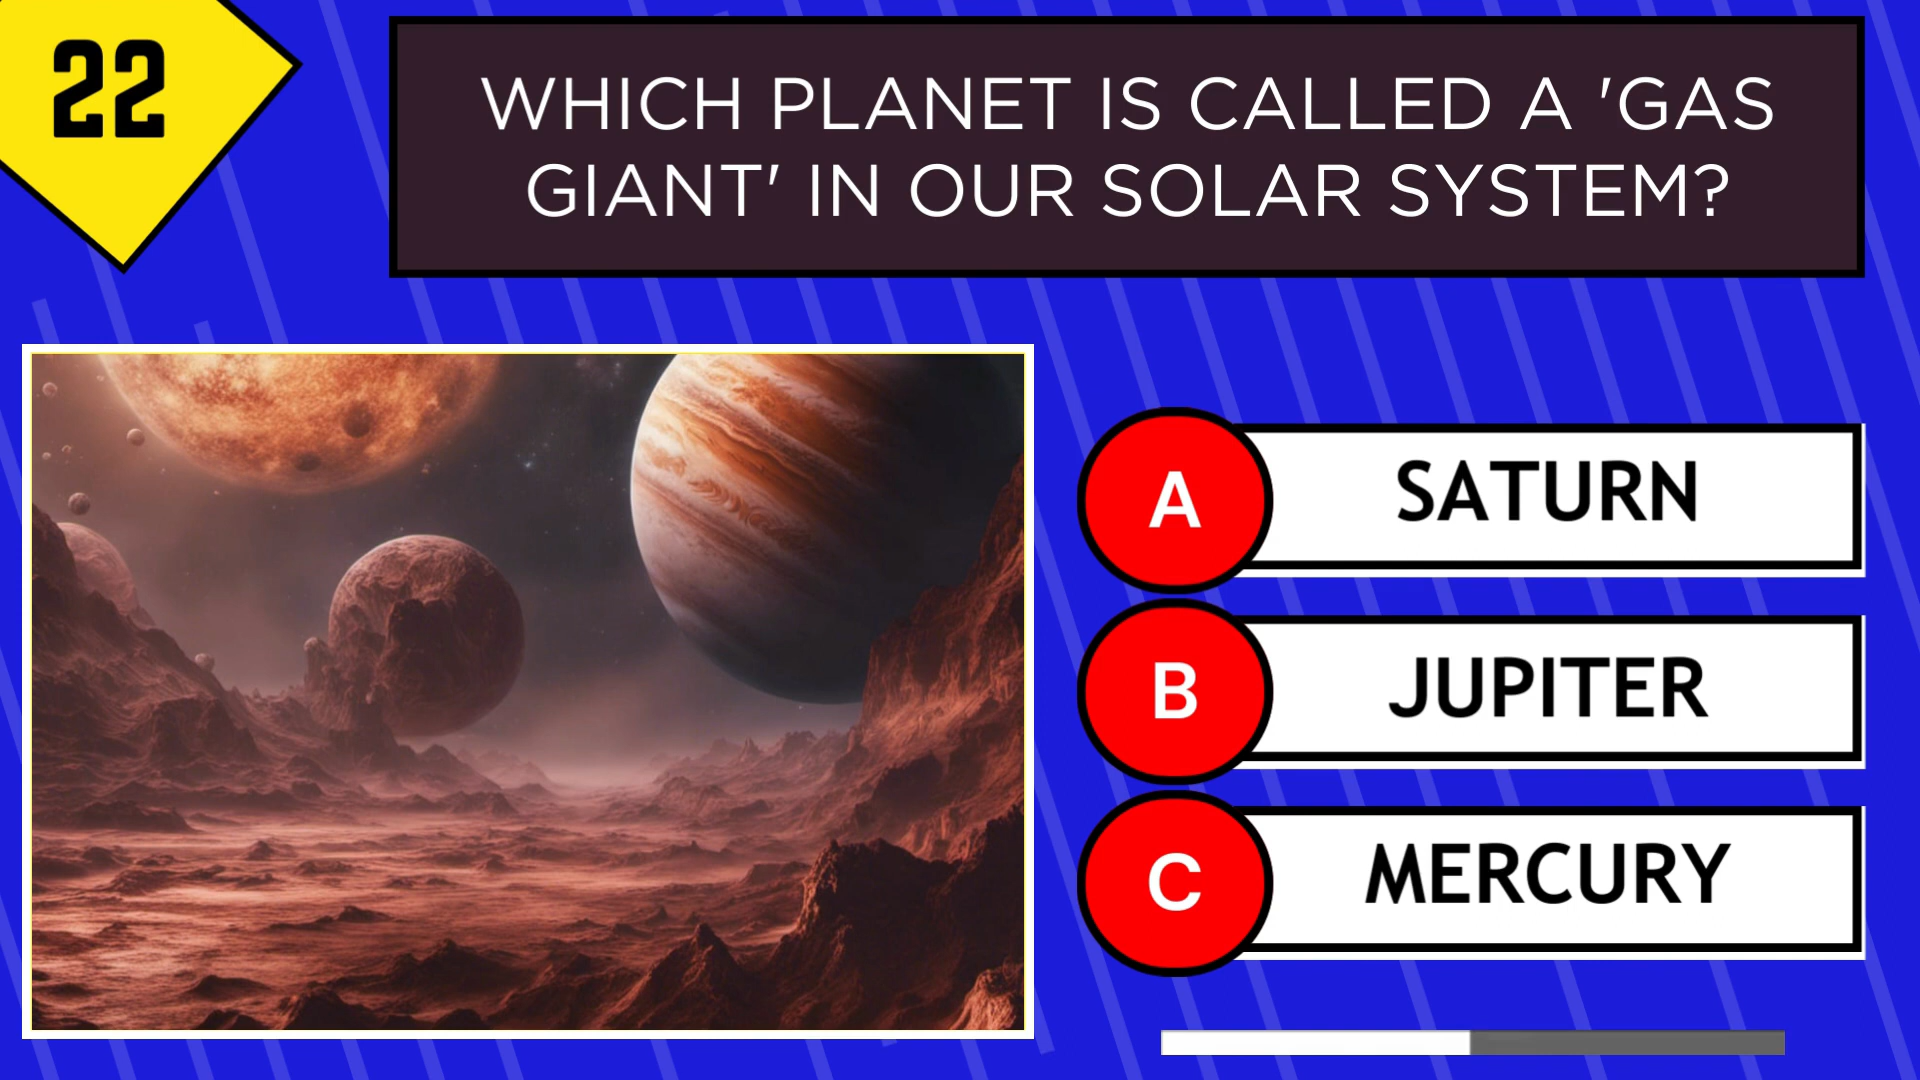 22
WHICH PLANET IS CALLED A 'GAS
GIANT' IN OUR SOLAR SYSTEM?
A SATURN
B JUPITER
C MERCURY